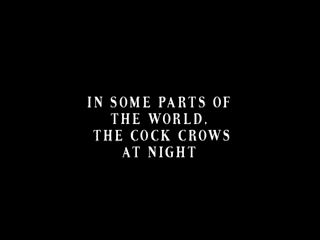 IN SOME PARTS OF
THE WORLD,
THE COCK CROWS
AT NIGHT